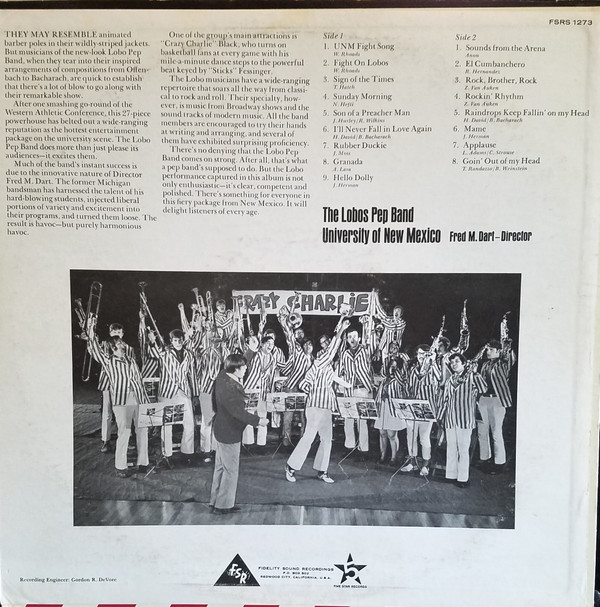 FSRS 1273
THEY MAY RESEMBLE animated
barber poles in their wildly-striped jackets.
But musicians of the new-look Lobo Pep
Band, when they tear into their inspired
arrangements of compositions from Offen-
bach to Bacharach, are quick to establish
that there's a lot of blow to go along with
their remarkable show.
After one smashing go-round of the
Western Athletic Conference, this 27-piece
powerhouse has belted out a wide-ranging
reputation as the hottest entertainment
package on the university scene. The Lobo
Pep Band does more than just please its
audiences—it excites them.
Much of the band's instant success is
due to the innovative nature of Director
Fred M. Dart. The former Michigan
bandsman has harnessed the talent of his
hard-blowing students, injected liberal
portions of variety and excitement into
their programs, and turned them loose. The
result is havoc—but purely harmonious
havoc.
One of the group's main attractions is
"Crazy Charlie" Black, who turns on
basketball fans at every game with his
mile-a-minute dance steps to the powerful
beat keyed by "Sticks" Fessinger.
The Lobo musicians have a wide-ranging
repertoire that soars all the way from classi-
cal to rock and roll. Their specialty, how-
ever, is music from Broadway shows and the
sound tracks of modern music. All the band
members are encouraged to try their hands
at writing and arranging, and several of
them have exhibited surprising proficiency.
There's no denying that the Lobo Pep
Band comes on strong. After all, that's what
a pep band's supposed to do. But the Lobo
performance captured in this album is not
only enthusiastic—it's clear, competent and
polished. There's something for everyone in
this fiery package from New Mexico. It will
delight listeners of every age.
Side 1
1. UNM Fight Song
W. Rhoads
2. Fight On Lobos
W. Rhoads
3. Sign of the Times
T. Hatch
4. Sunday Morning
N. Hefti
5. Son of a Preacher Man
J. Hurley/R. Wilkins
6. I'll Never Fall in Love Again
H. David/B. Bacharach
7. Rubber Duckie
J. Moss
8. Granada
A. Lara
9. Hello Dolly
J. Herman
Side 2
1. Sounds from the Arena
Anon
2. El Cumbanchero
R. Hernandes
3. Rock, Brother, Rock
Z. Van Auken
4. Rockin' Rhythm
Z. Van Auken
5. Raindrops Keep Fallin' on my Head
H. David/B. Bacharach
6. Mame
J. Herman
7. Applause
L. Adams/C. Strouse
8. Goin' Out of my Head
T. Randazzo/B. Weinstein
The Lobos Pep Band
University of New Mexico Fred M. Dart–Director
CRAZY CHARLIE
Recording Engineer: Gordon R. DeVore
FSR
FIDELITY SOUND RECORDINGS
P.O. BOX 802
REDWOOD CITY, CALIFORNIA, U.S.A.
5
FIVE STAR RECORDS